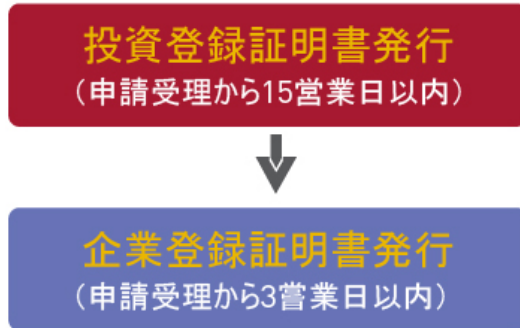 投資登録証明書発行
（申請受理から15営業日以内）
企業登録証明書発行
（申請受理から3営業日以内）